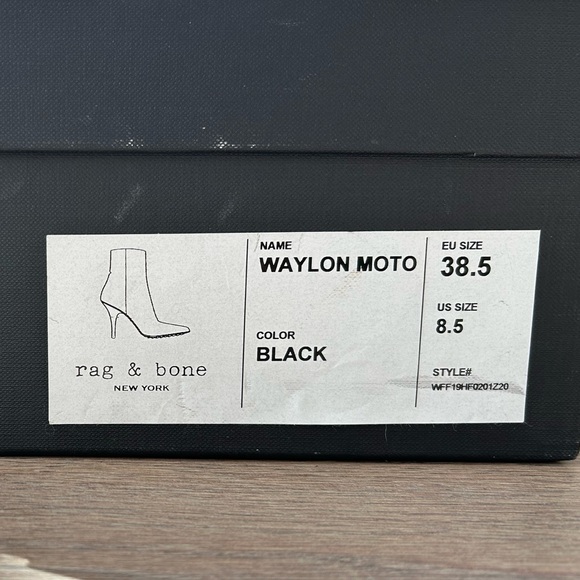 rag & bone
NEW YORK
NAME
WAYLON MOTO
COLOR
BLACK
EU SIZE
38.5
US SIZE
8.5
STYLE#
WFF19HF0201Z20